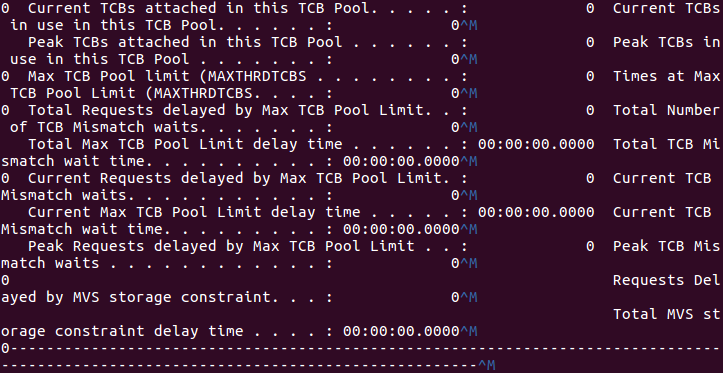 0  Current TCBs attached in this TCB Pool. . . . . :             0  Current TCBs
 in use in this TCB Pool. . . . . . :             0^M
   Peak TCBs attached in this TCB Pool . . . . . . :             0  Peak TCBs in
 use in this TCB Pool . . . . . . . :             0^M
0  Max TCB Pool limit (MAXTHRDTCBS . . . . . . . . :             0  Times at Max
 TCB Pool Limit (MAXTHRDTCBS. . . . :             0^M
0  Total Requests delayed by Max TCB Pool Limit. . :             0  Total Number
 of TCB Mismatch waits. . . . . . . :             0^M
   Total Max TCB Pool Limit delay time . . . . . . : 00:00:00.0000  Total TCB Mi
smatch wait time. . . . . . . . . . : 00:00:00.0000^M
0  Current Requests delayed by Max TCB Pool Limit. :             0  Current TCB 
Mismatch waits. . . . . . . . . . . :             0^M
   Current Max TCB Pool Limit delay time . . . . . : 00:00:00.0000  Current TCB 
Mismatch wait time. . . . . . . . . : 00:00:00.0000^M
   Peak Requests delayed by Max TCB Pool Limit . . :             0  Peak TCB Mis
match waits . . . . . . . . . . . . :             0^M
0                                                                   Requests Del
ayed by MVS storage constraint. . . :             0^M
                                                                    Total MVS st
orage constraint delay time . . . . : 00:00:00.0000^M
0-------------------------------------------------------------------------------
-----------------------------------------------------^M